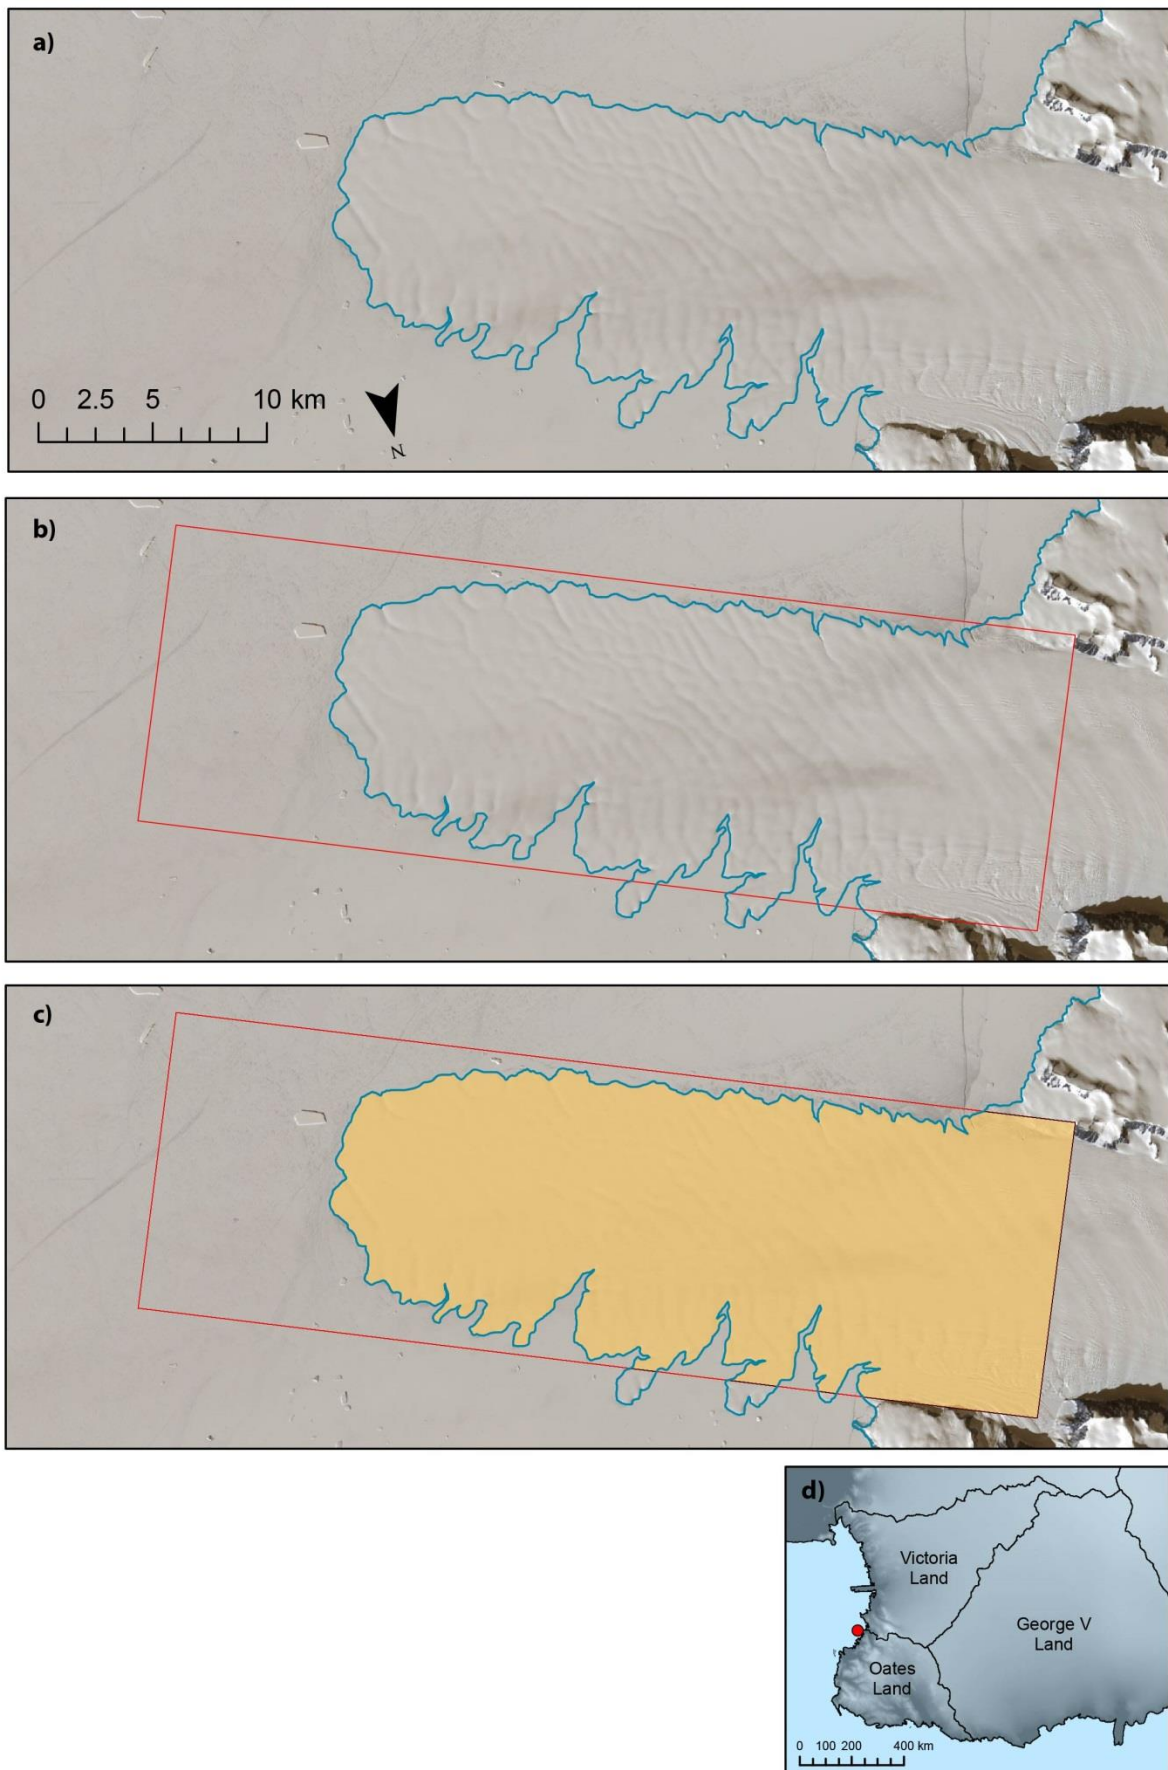 a)
0 2.5 5 10 km
N
b)
c)
d)
Victoria
Land
George V
Land
Oates
Land
0 100 200 400 km